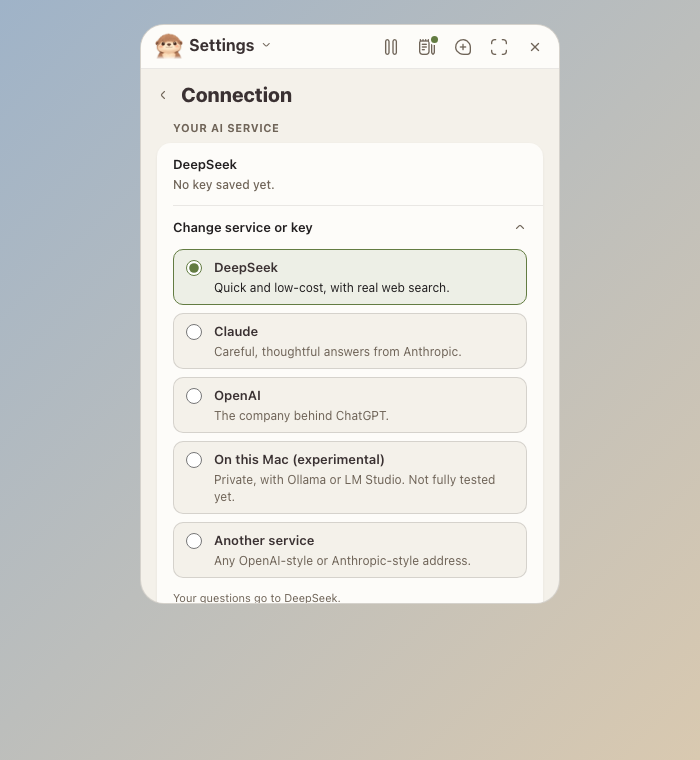 Settings
Connection
YOUR AI SERVICE
DeepSeek
No key saved yet.
Change service or key
DeepSeek
Quick and low-cost, with real web search.
Claude
Careful, thoughtful answers from Anthropic.
OpenAI
The company behind ChatGPT.
On this Mac (experimental)
Private, with Ollama or LM Studio. Not fully tested
yet.
Another service
Any OpenAI-style or Anthropic-style address.
Your questions go to DeepSeek.